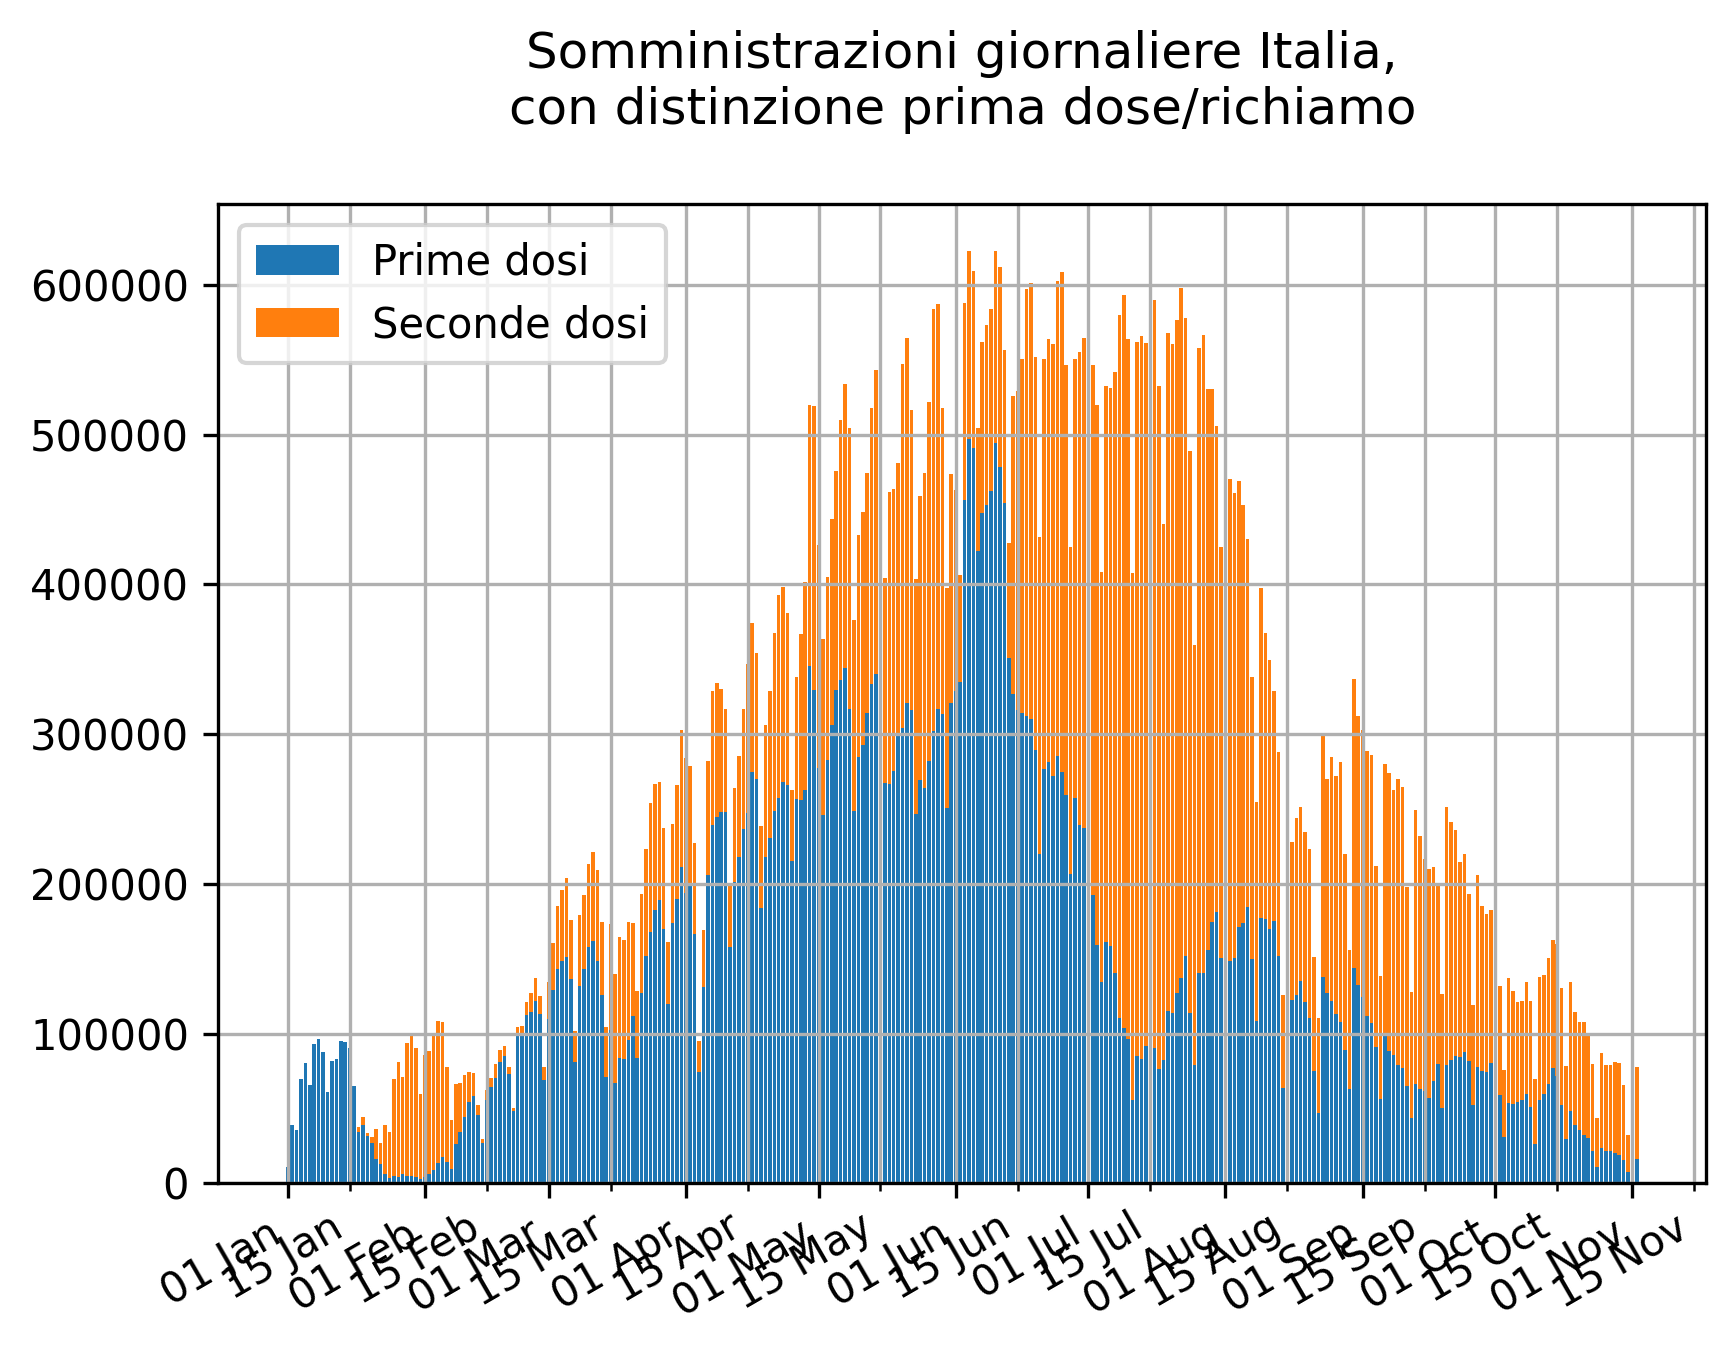 Somministrazioni giornaliere Italia,
con distinzione prima dose/richiamo
Prime dosi
Seconde dosi
600000
500000
400000
300000
200000
100000
0
01 Jan
15 Jan
01 Feb
15 Feb
01 Mar
15 Mar
01 Apr
15 Apr
01 May
15 May
01 Jun
15 Jun
01 Jul
15 Jul
01 Aug
15 Aug
01 Sep
15 Sep
01 Oct
15 Oct
01 Nov
15 Nov